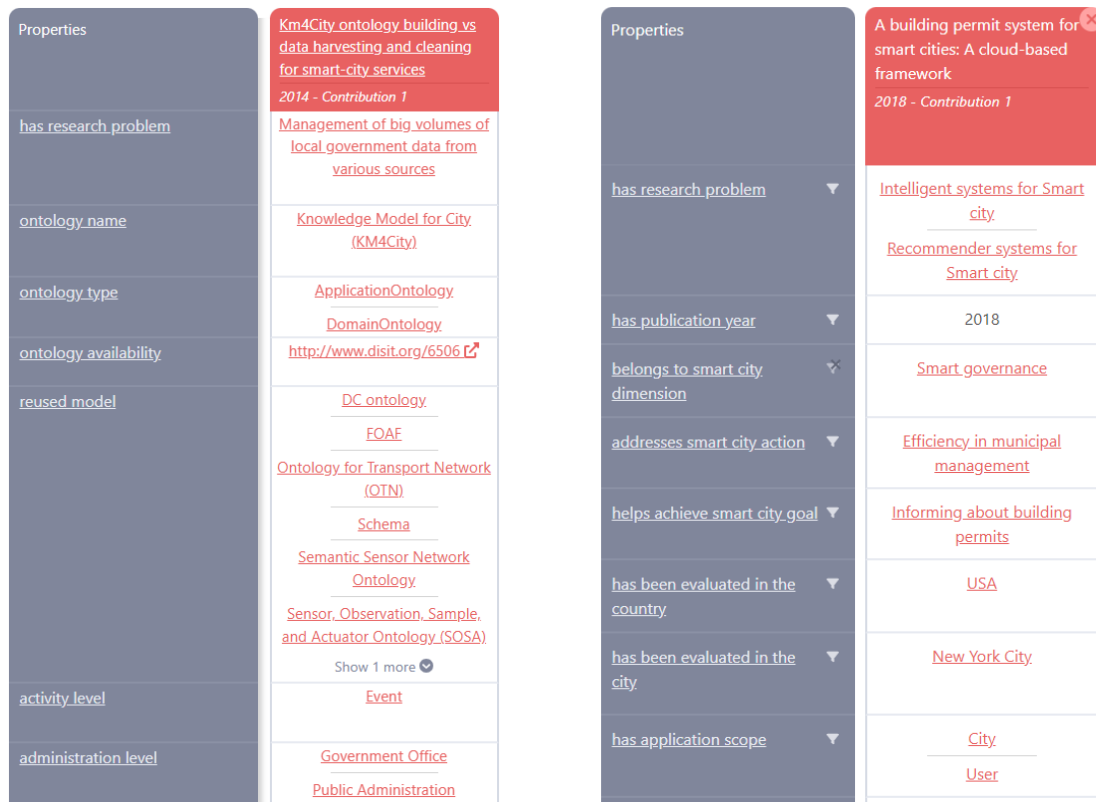 Properties
Km4City ontology building vs
data harvesting and cleaning
for smart-city services
2014 - Contribution 1
has research problem
Management of big volumes of
local government data from
various sources
ontology name
Knowledge Model for City
(KM4City)
ontology type
ApplicationOntology
DomainOntology
ontology availability
http://www.disit.org/6506
reused model
DC ontology
FOAF
Ontology for Transport Network
(OTN)
Schema
Semantic Sensor Network
Ontology
Sensor, Observation, Sample,
and Actuator Ontology (SOSA)
Show 1 more
activity level
Event
administration level
Government Office
Public Administration
Properties
A building permit system for
smart cities: A cloud-based
framework
2018 - Contribution 1
has research problem
Intelligent systems for Smart
city
Recommender systems for
Smart city
has publication year
2018
belongs to smart city
dimension
Smart governance
addresses smart city action
Efficiency in municipal
management
helps achieve smart city goal
Informing about building
permits
has been evaluated in the
country
USA
has been evaluated in the
city
New York City
has application scope
City
User